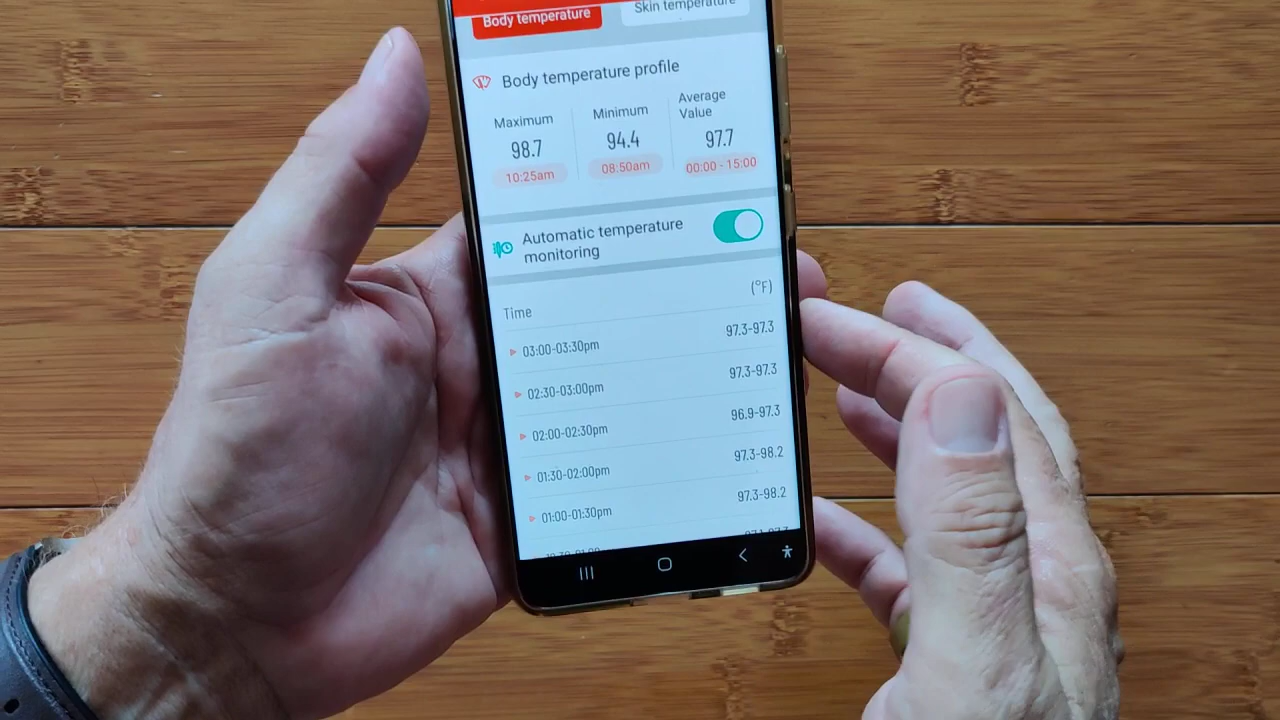 Body temperature
Skin temperature
Body temperature profile
Maximum
Minimum
Average
Value
98.7
94.4
97.7
10:25am
08:50am
00:00 - 15:00
Automatic temperature
monitoring
Time
(°F)
03:00-03:30pm 97.3-97.3
02:30-03:00pm 97.3-97.3
02:00-02:30pm 96.9-97.3
01:30-02:00pm 97.3-98.2
01:00-01:30pm 97.3-98.2